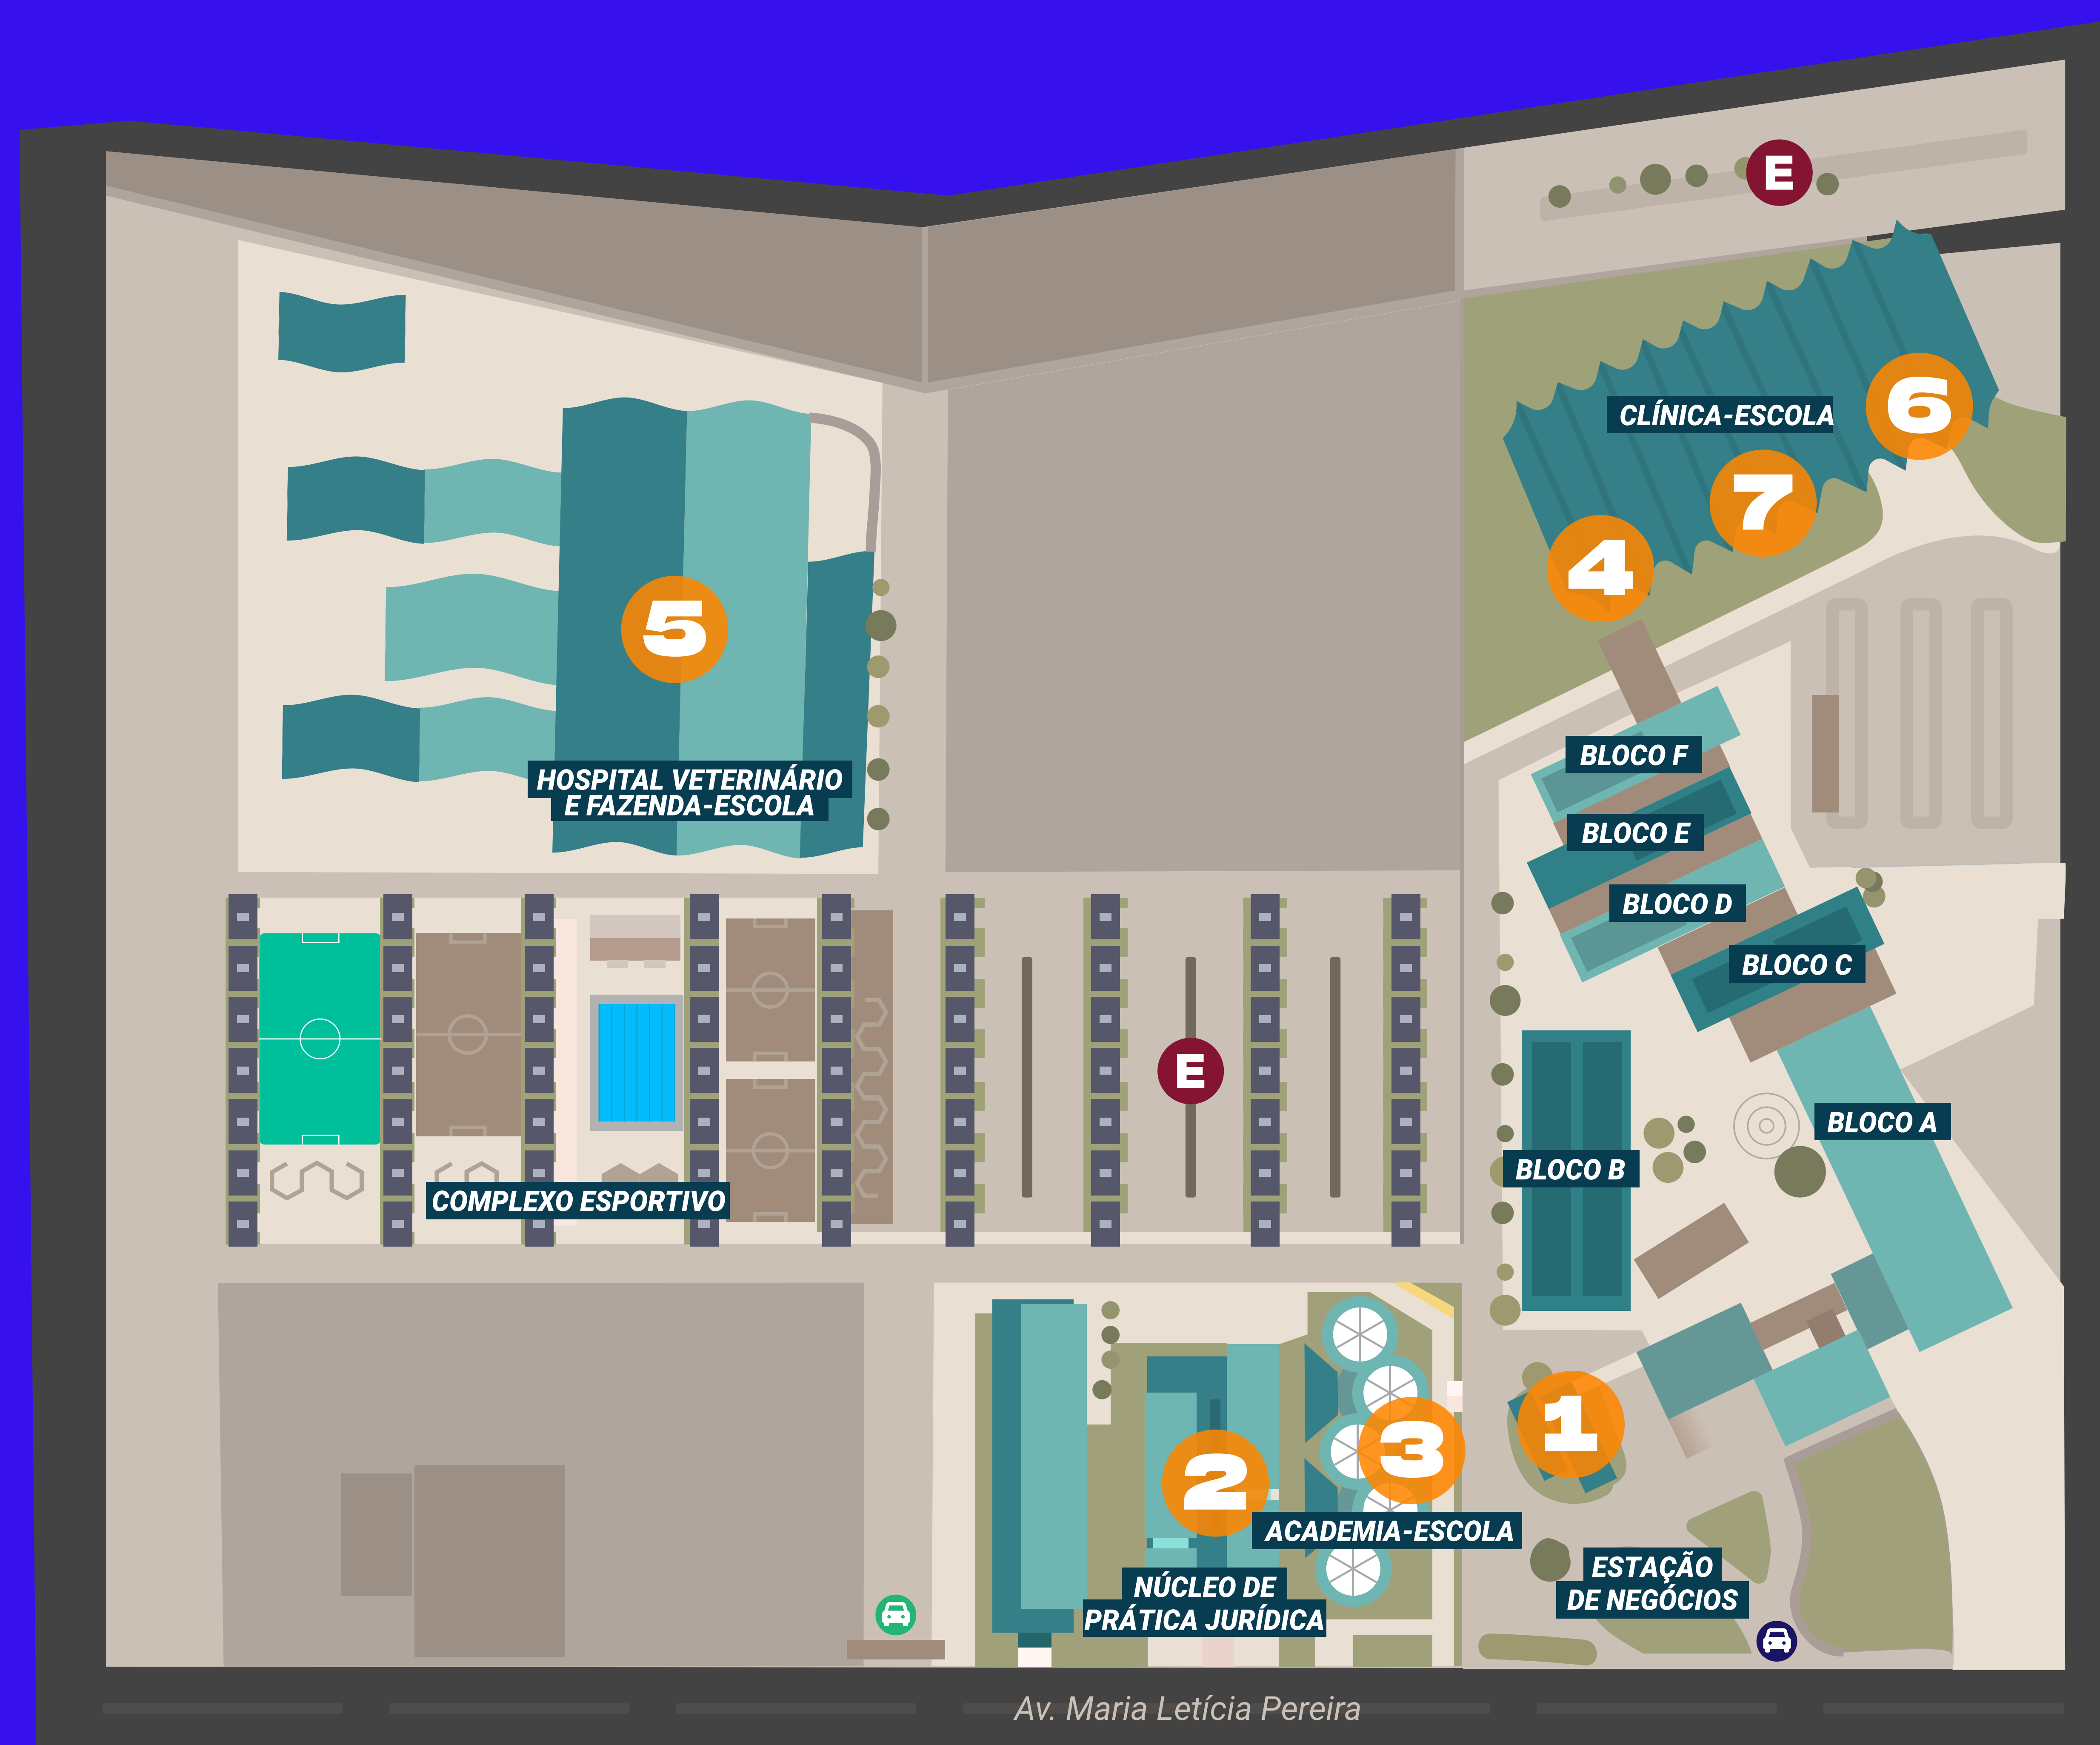 E
CLÍNICA-ESCOLA
6
7
4
5
HOSPITAL VETERINÁRIO
E FAZENDA-ESCOLA
BLOCO F
BLOCO E
BLOCO D
BLOCO C
E
BLOCO A
BLOCO B
COMPLEXO ESPORTIVO
1
2
3
ACADEMIA-ESCOLA
NÚCLEO DE
PRÁTICA JURÍDICA
ESTAÇÃO
DE NEGÓCIOS
Av. Maria Letícia Pereira